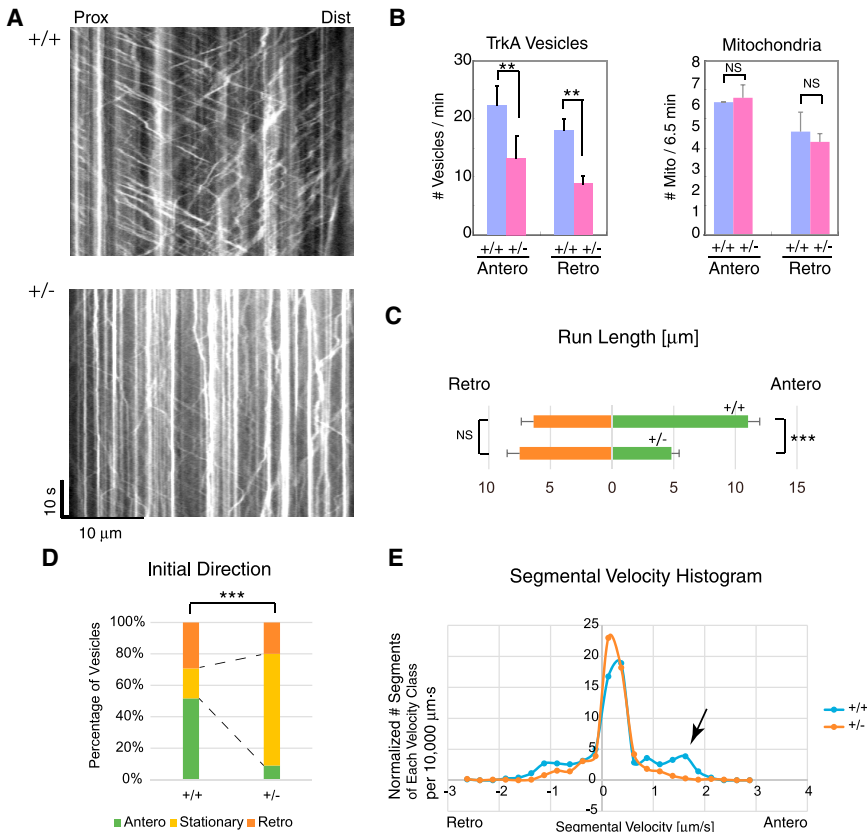 A
Prox Dist
+/+
+/-
10 s
10 μm
B
TrkA Vesicles
# Vesicles / min
30
20
10
0
**
**
+/+ +/- +/+ +/-
Antero Retro
Mitochondria
# Mito / 6.5 min
8
7
6
5
4
3
2
1
0
NS
NS
+/+ +/- +/+ +/-
Antero Retro
C
Run Length [μm]
Retro Antero
+/+
NS
+/-
***
10 5 0 5 10 15
D
Initial Direction
***
Percentage of Vesicles
100%
80%
60%
40%
20%
0%
+/+ +/-
Antero Stationary Retro
E
Segmental Velocity Histogram
Normalized # Segments
of Each Velocity Class
per 10,000 μm·s
25
20
15
10
5
0
-5
-3 -2 -1 0 1 2 3 4
Retro Segmental Velocity [μm/s] Antero
+/+
+/-